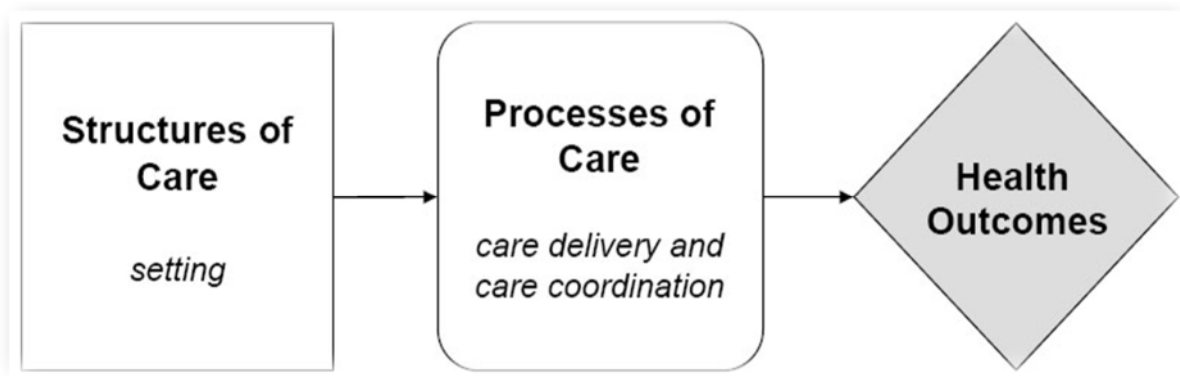 Structures of
Care
setting
Processes of
Care
care delivery and
care coordination
Health
Outcomes